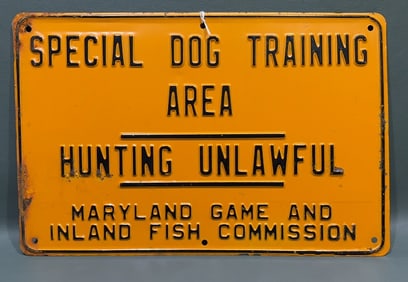 SPECIAL DOG TRAINING
AREA
HUNTING UNLAWFUL
MARYLAND GAME AND
INLAND FISH COMMISSION